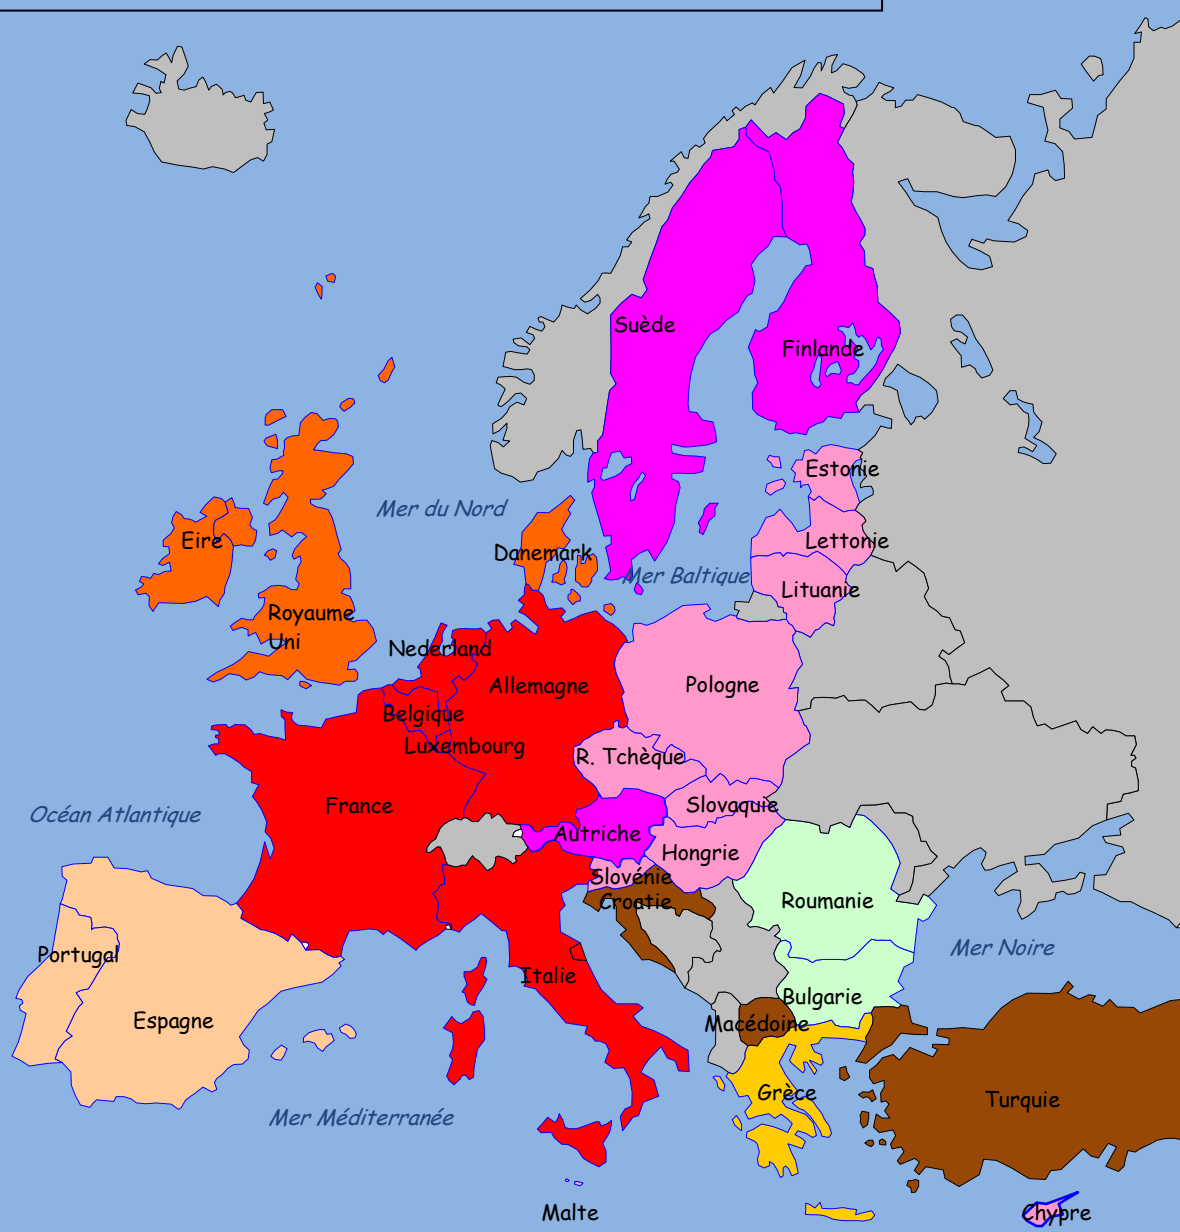 Suède
Finlande
Estonie
Mer du Nord
Eire
Lettonie
Danemark
Mer Baltique
Lituanie
Royaume
Uni
Nederland
Allemagne
Pologne
Belgique
Luxembourg
R. Tchèque
France
Slovaquie
Océan Atlantique
Autriche
Hongrie
Slovénie
Croatie
Roumanie
Mer Noire
Portugal
Italie
Bulgarie
Espagne
Macédoine
Grèce
Turquie
Mer Méditerranée
Malte
Chypre